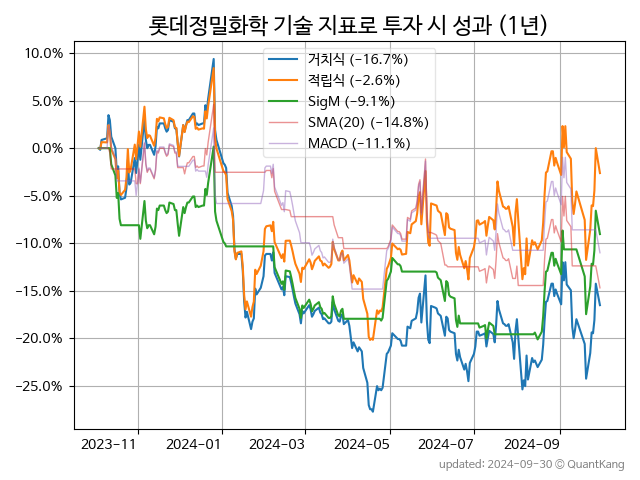 롯데정밀화학 기술 지표로 투자 시 성과 (1년)
거치식 (−16.7%)
적립식 (−2.6%)
SigM (−9.1%)
SMA(20) (−14.8%)
MACD (−11.1%)
10.0%
5.0%
0.0%
−5.0%
−10.0%
−15.0%
−20.0%
−25.0%
2023−11 2024−01 2024−03 2024−05 2024−07 2024−09
updated: 2024-09-30 © QuantKang